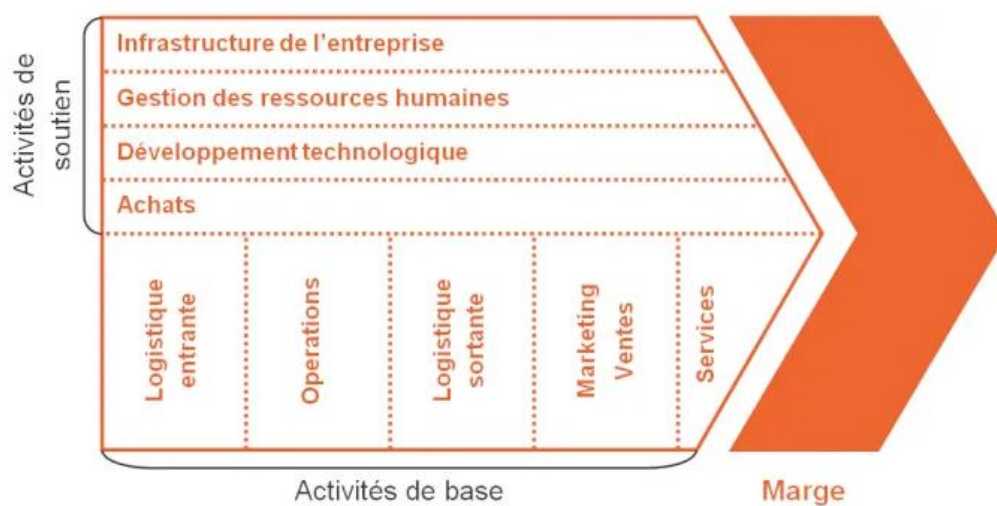 Activités de
soutien
Infrastructure de l'entreprise
Gestion des ressources humaines
Développement technologique
Achats
Logistique
entrante
Operations
Logistique
sortante
Marketing
Ventes
Services
Activités de base
Marge